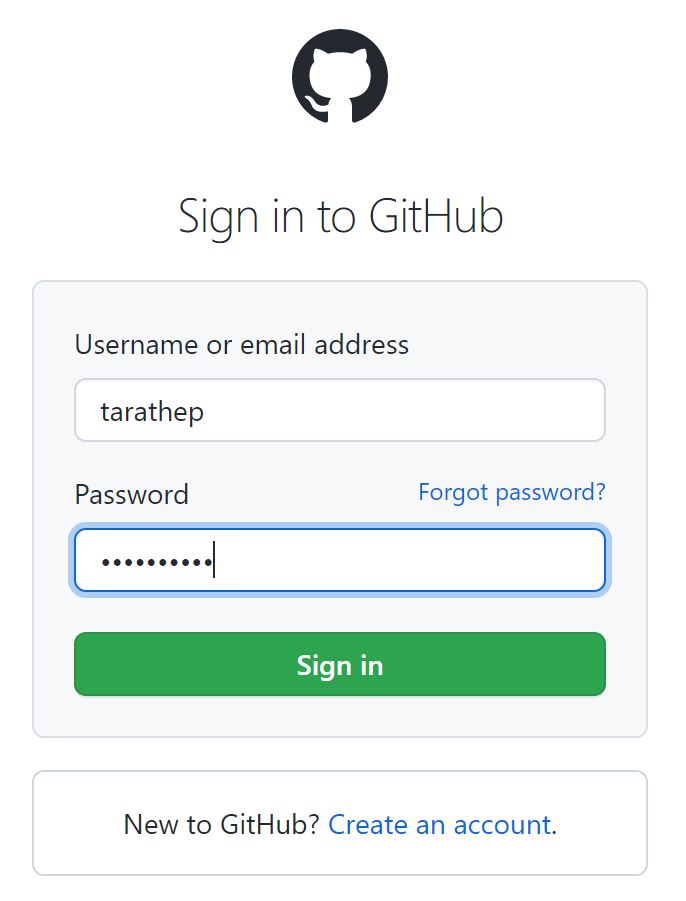 Sign in to GitHub
Username or email address
tarathep
Password Forgot password?
••••••••••
Sign in
New to GitHub? Create an account.